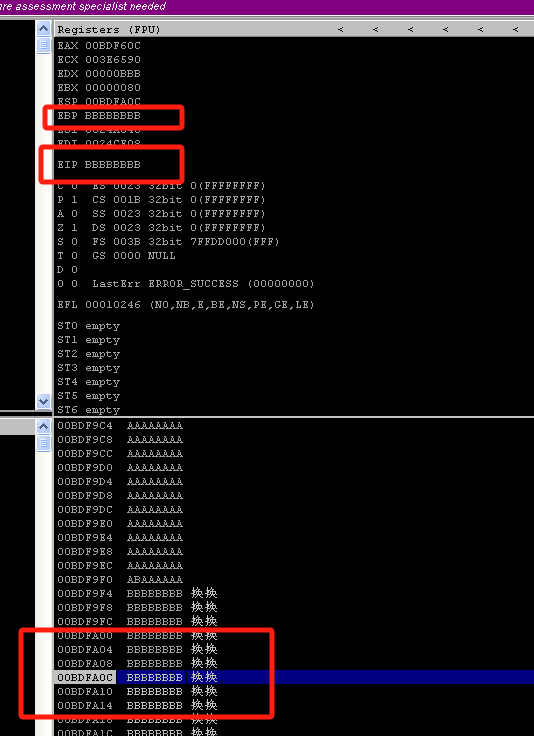 are assessment specialist needed
Registers (FPU) < < < < < <
EAX 00BDF60C
ECX 003E6590
EDX 00000BBB
EBX 00000080
ESP 00BDFA0C
EBP BBBBBBBB
EIP BBBBBBBB
C 0 ES 0023 32bit 0(FFFFFFFF)
P 1 CS 001B 32bit 0(FFFFFFFF)
A 0 SS 0023 32bit 0(FFFFFFFF)
Z 1 DS 0023 32bit 0(FFFFFFFF)
S 0 FS 003B 32bit 7FFDD000(FFF)
T 0 GS 0000 NULL
D 0
O 0 LastErr ERROR_SUCCESS (00000000)
EFL 00010246 (NO,NB,E,BE,NS,PE,GE,LE)
ST0 empty
ST1 empty
ST2 empty
ST3 empty
ST4 empty
ST5 empty
ST6 empty
00BDF9C4 AAAAAAAA
00BDF9C8 AAAAAAAA
00BDF9CC AAAAAAAA
00BDF9D0 AAAAAAAA
00BDF9D4 AAAAAAAA
00BDF9D8 AAAAAAAA
00BDF9DC AAAAAAAA
00BDF9E0 AAAAAAAA
00BDF9E4 AAAAAAAA
00BDF9E8 AAAAAAAA
00BDF9EC AAAAAAAA
00BDF9F0 ABAAAAAA
00BDF9F4 BBBBBBBB 换换
00BDF9F8 BBBBBBBB 换换
00BDF9FC BBBBBBBB 换换
00BDFA00 BBBBBBBB 换换
00BDFA04 BBBBBBBB 换换
00BDFA08 BBBBBBBB 换换
00BDFA0C BBBBBBBB 换换
00BDFA10 BBBBBBBB 换换
00BDFA14 BBBBBBBB 换换
00BDFA18 BBBBBBBB 换换
00BDFA1C BBBBBBBB 换换